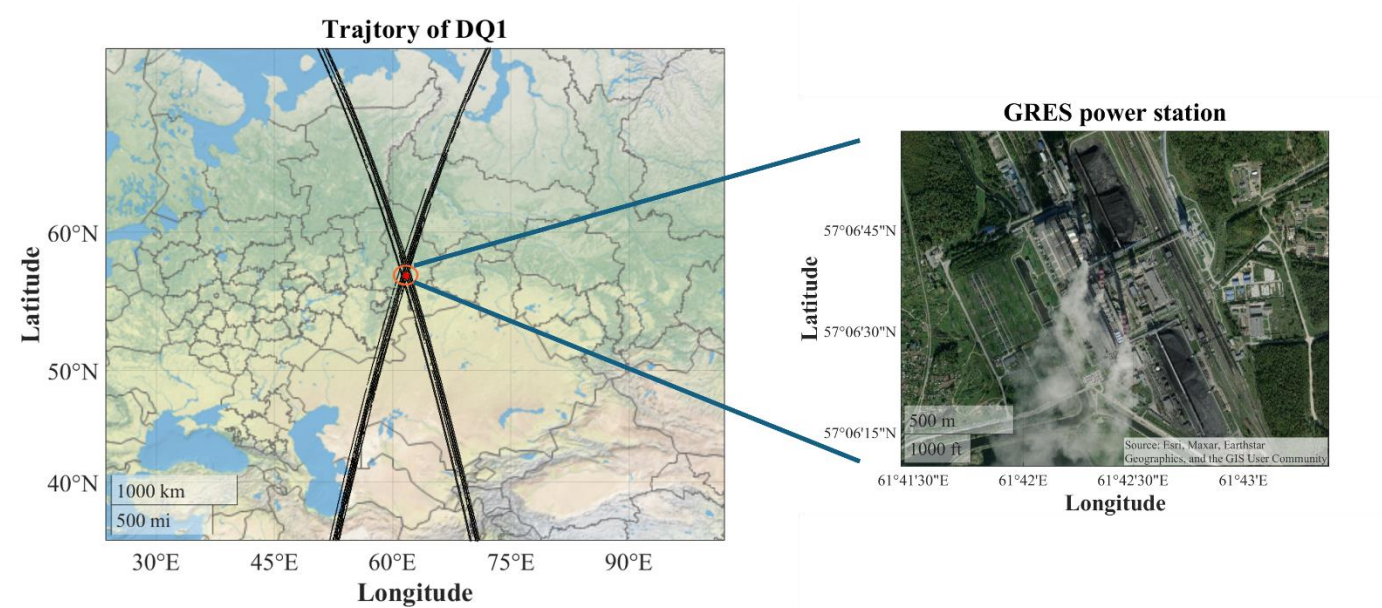 Trajtory of DQ1
GRES power station
Latitude
60°N
50°N
40°N
1000 km
500 mi
30°E
45°E
60°E
75°E
90°E
Longitude
Latitude
57°06'45"N
57°06'30"N
57°06'15"N
500 m
1000 ft
Source: Esri, Maxar, Earthstar
Geographics, and the GIS User Community
61°41'30"E
61°42'E
61°42'30"E
61°43'E
Longitude